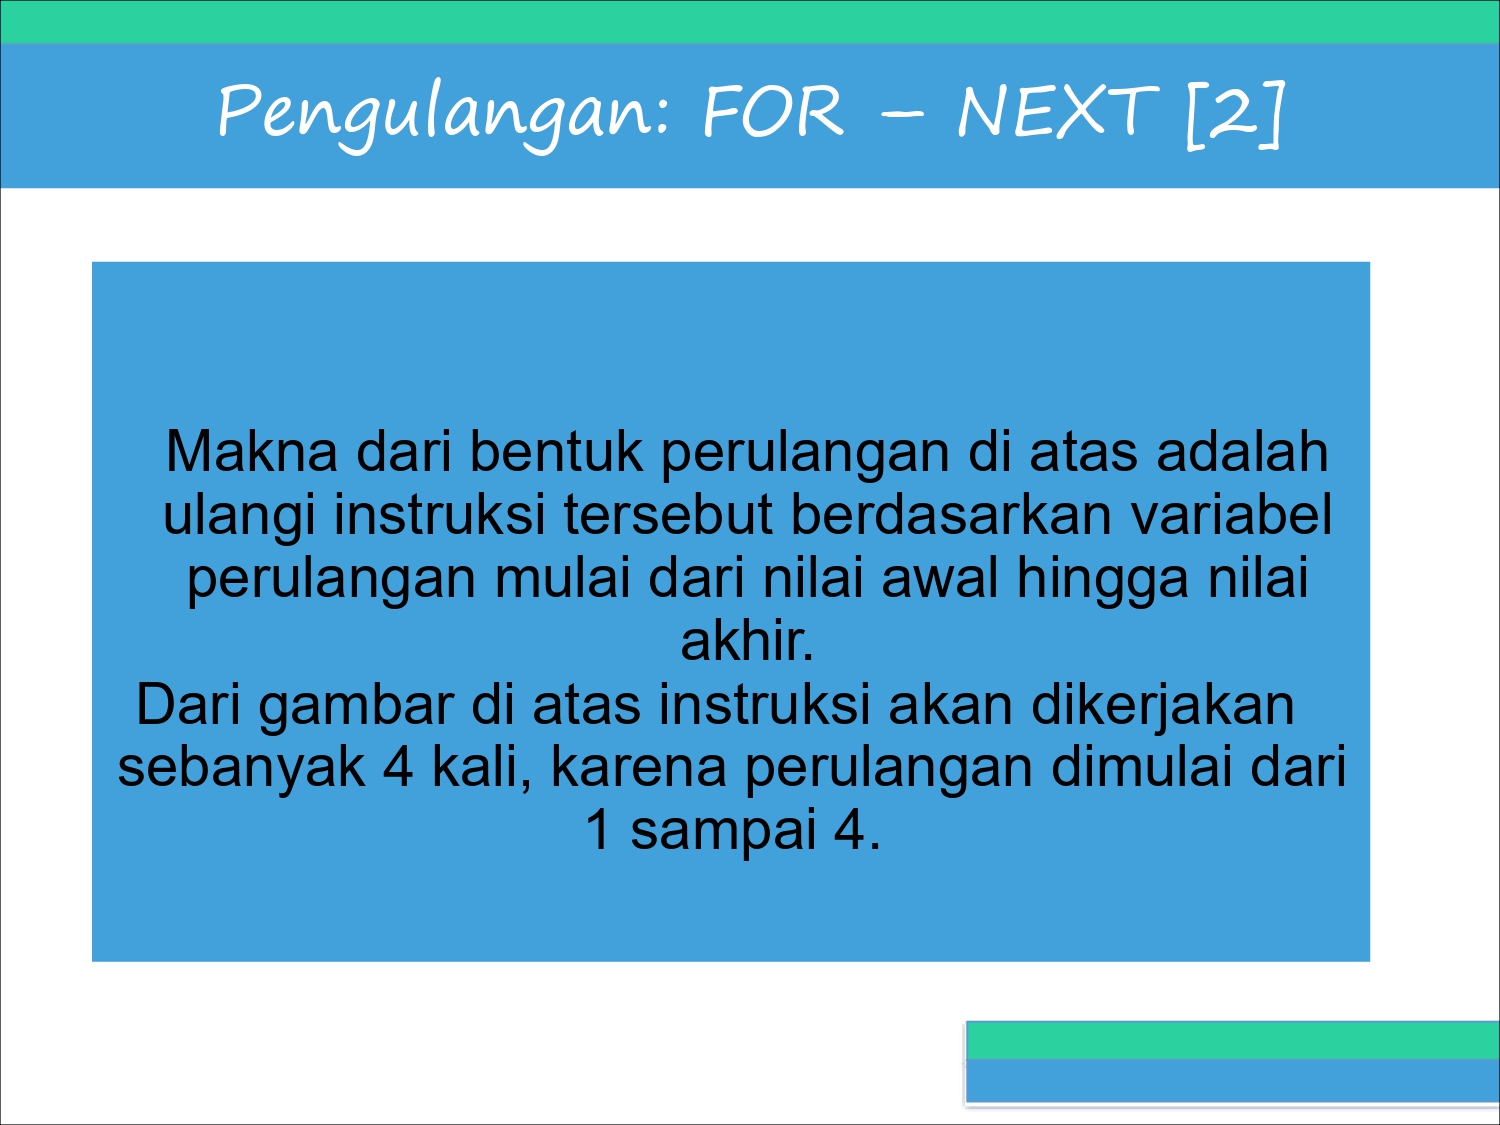 Pengulangan: FOR – NEXT [2]
Makna dari bentuk perulangan di atas adalah
ulangi instruksi tersebut berdasarkan variabel
perulangan mulai dari nilai awal hingga nilai
akhir.
Dari gambar di atas instruksi akan dikerjakan
sebanyak 4 kali, karena perulangan dimulai dari
1 sampai 4.